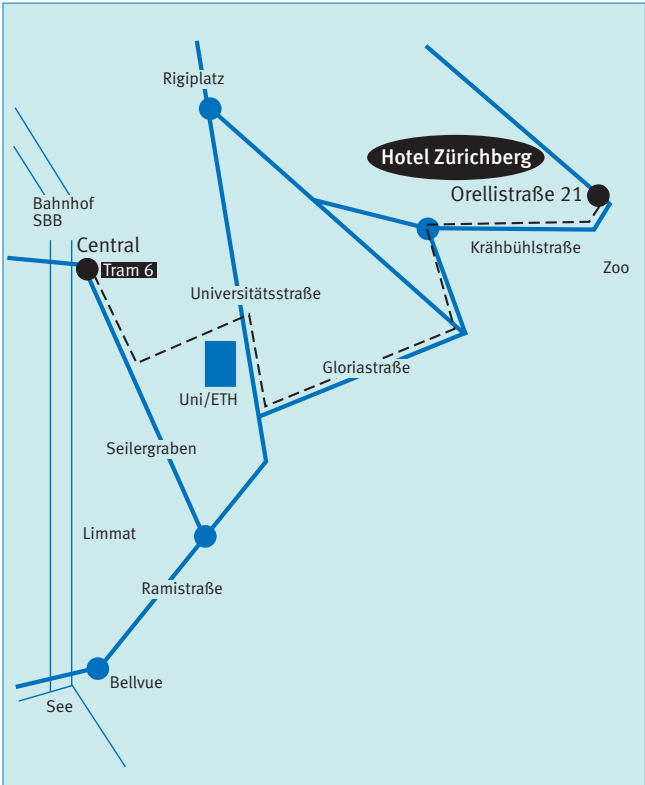 Rigiplatz
Hotel Zürichberg
Orellistraße 21
Bahnhof
SBB
Central
Tram 6
Krähbühlstraße
Zoo
Universitätsstraße
Gloriastraße
Uni/ETH
Seilergraben
Limmat
Ramistraße
Bellvue
See